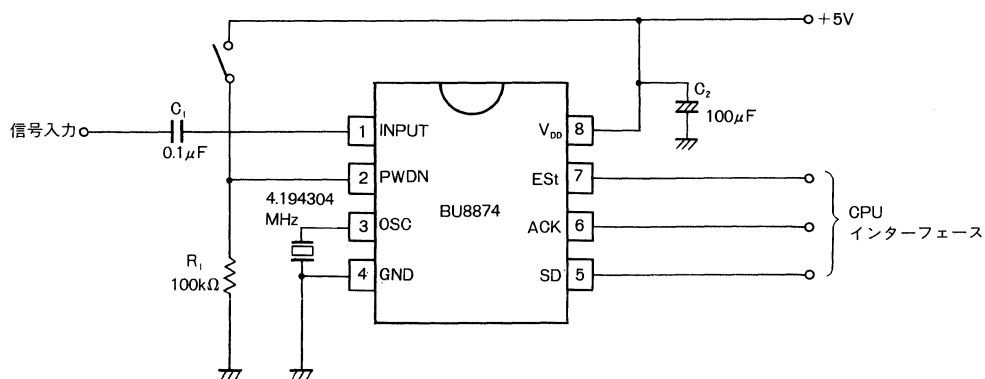 +5V
C₂
100μF
信号入力
C₁
0.1μF
1 INPUT
V_DD 8
2 PWDN
ESt 7
4.194304
MHz
3 OSC
BU8874
ACK 6
CPU
インターフェース
R₁
100kΩ
4 GND
SD 5